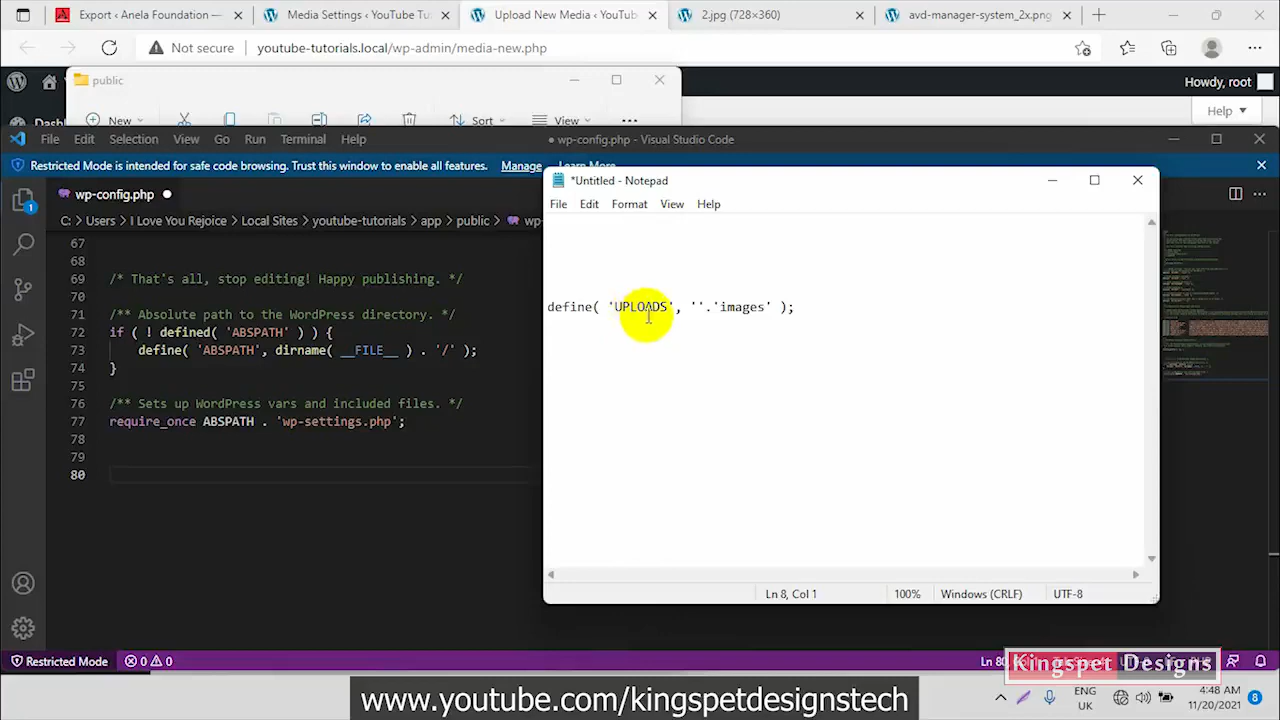 Export ‹ Anela Foundation —
Media Settings ‹ YouTube Tu
Upload New Media ‹ YouTub
2.jpg (728×360)
avd-manager-system_2x.png
Not secure
youtube-tutorials.local/wp-admin/media-new.php
public
Howdy, root
Dash
New
Sort
View
Help
File Edit Selection View Go Run Terminal Help
● wp-config.php - Visual Studio Code
Restricted Mode is intended for safe code browsing. Trust this window to enable all features. Manage Learn More
wp-config.php ●
C: › Users › I Love You Rejoice › Local Sites › youtube-tutorials › app › public › wp-
1
67
68
69 /* That's all, stop editing! Happy publishing. */
70
71 /** Absolute path to the WordPress directory. */
72 if ( ! defined( 'ABSPATH' ) ) {
73 define( 'ABSPATH', dirname( __FILE__ ) . '/' );
74 }
75
76 /** Sets up WordPress vars and included files. */
77 require_once ABSPATH . 'wp-settings.php';
78
79
80
*Untitled - Notepad
File Edit Format View Help
define( 'UPLOADS', ''.'images' );
Ln 8, Col 1
100%
Windows (CRLF)
UTF-8
Restricted Mode
0 0
Ln 80
Kingspet Designs
www.youtube.com/kingspetdesignstech
ENG
UK
4:48 AM
11/20/2021
8